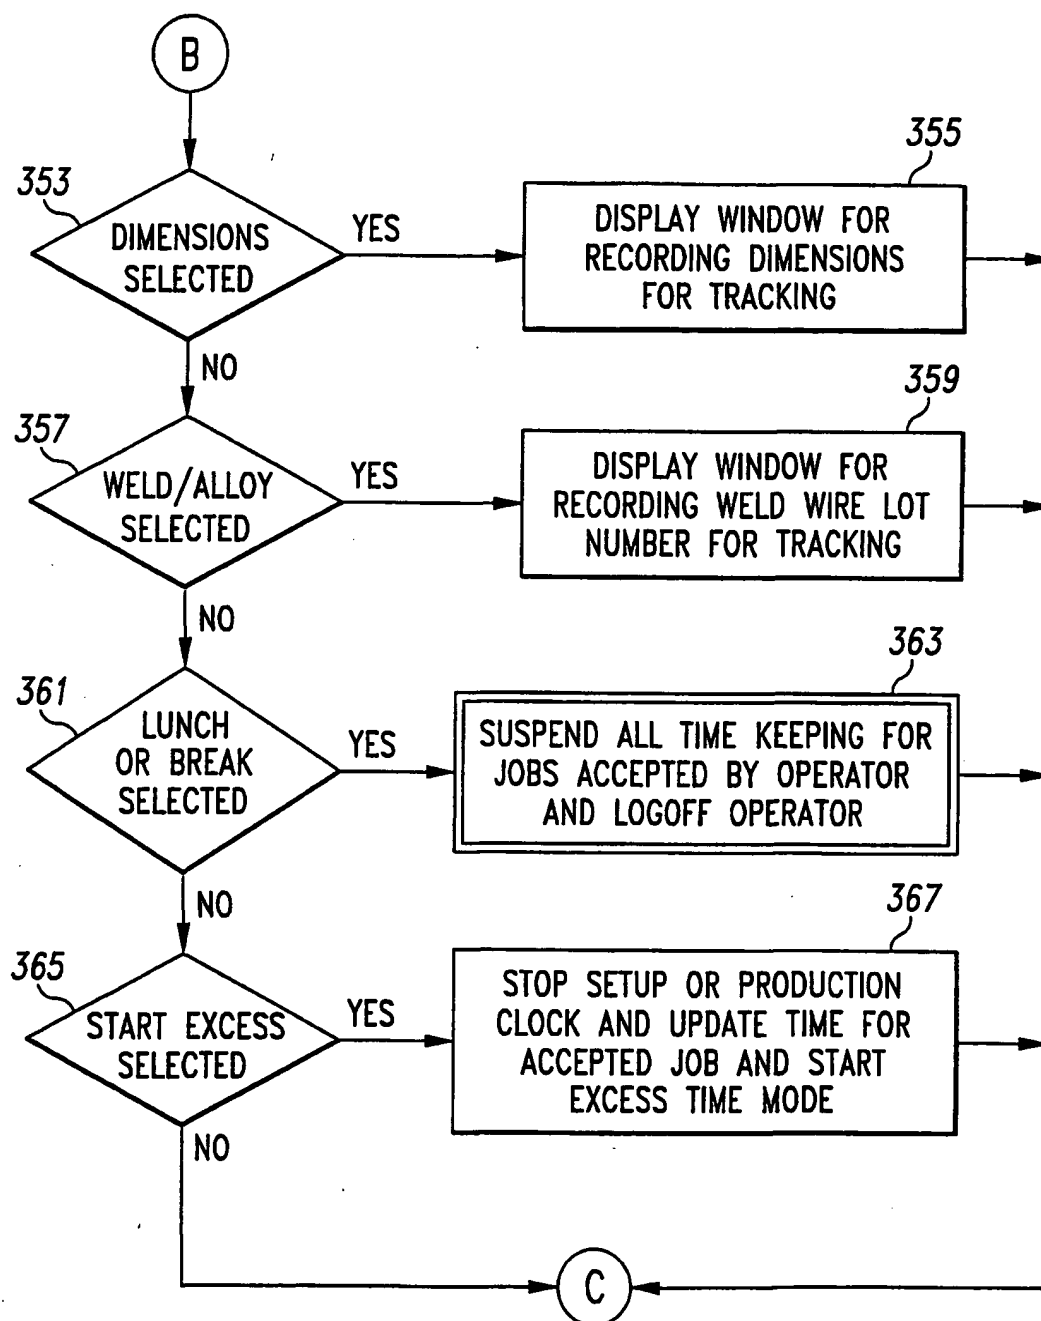 B
353
DIMENSIONS
SELECTED
YES
NO
355
DISPLAY WINDOW FOR
RECORDING DIMENSIONS
FOR TRACKING
357
WELD/ALLOY
SELECTED
YES
NO
359
DISPLAY WINDOW FOR
RECORDING WELD WIRE LOT
NUMBER FOR TRACKING
361
LUNCH
OR BREAK
SELECTED
YES
NO
363
SUSPEND ALL TIME KEEPING FOR
JOBS ACCEPTED BY OPERATOR
AND LOGOFF OPERATOR
365
START EXCESS
SELECTED
YES
NO
367
STOP SETUP OR PRODUCTION
CLOCK AND UPDATE TIME FOR
ACCEPTED JOB AND START
EXCESS TIME MODE
C